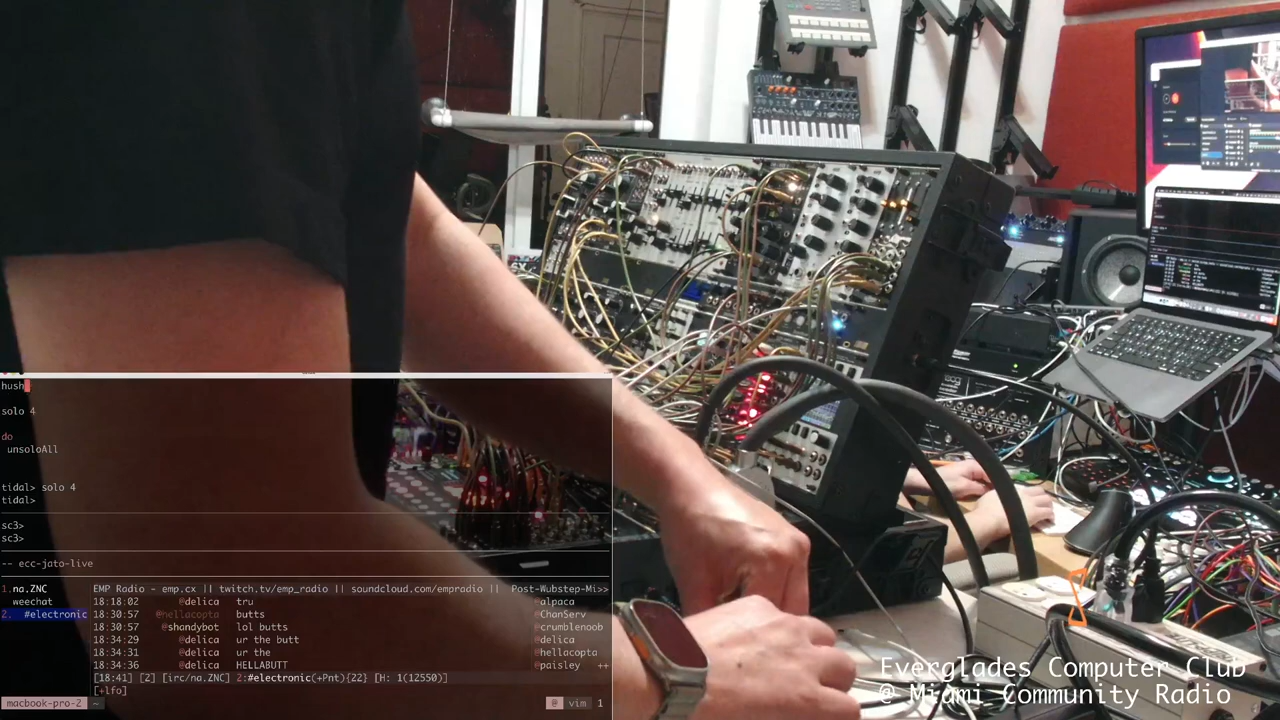 hush
solo 4
do
unsoloAll
tidal> solo 4
tidal>
sc3>
sc3>
-- ecc-jato-live
1.na.ZNC EMP Radio - emp.cx || twitch.tv/emp_radio || soundcloud.com/empradio || Post-Wubstep-Mi>>
weechat 18:18:02 @delica tru @alpaca
2. #electronic 18:30:57 @hellacopta butts @ChanServ
18:30:57 @shandybot lol butts @crumblenoob
18:34:29 @delica ur the butt @delica
18:34:31 @delica ur the @hellacopta
18:34:36 @delica HELLABUTT @paisley ++
[18:41] [2] [irc/na.ZNC] 2:#electronic(+Pnt){22} [H: 1(12550)]
[+lfo]
macbook-pro-2 ~ @ vim 1
Everglades Computer Club
@ Miami Community Radio